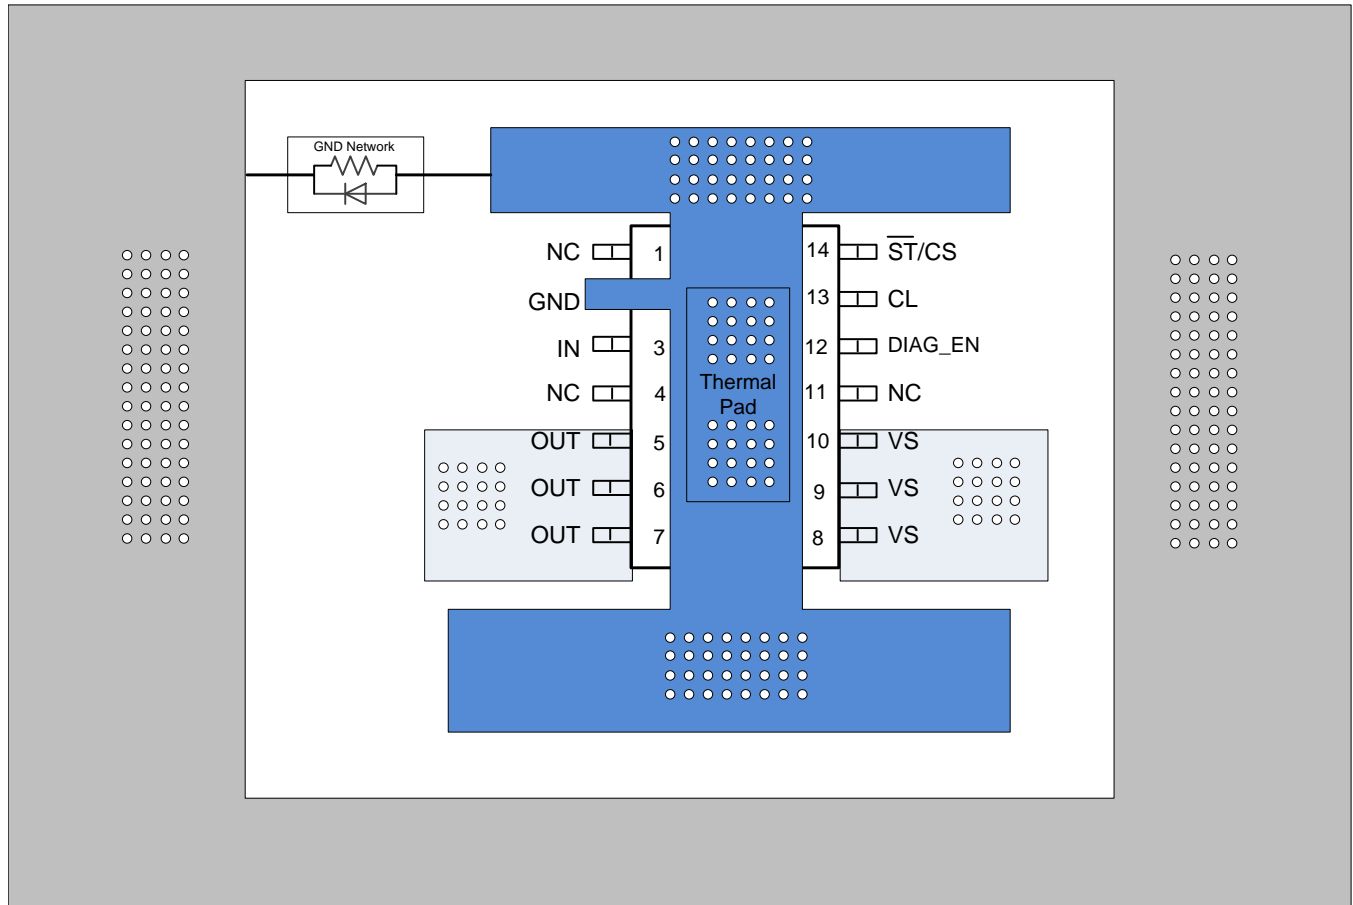 GND Network
NC 1 14 S̅T̅/CS
GND 13 CL
IN 3 12 DIAG_EN
NC 4 11 NC
Thermal
Pad
OUT 5 10 VS
OUT 6 9 VS
OUT 7 8 VS